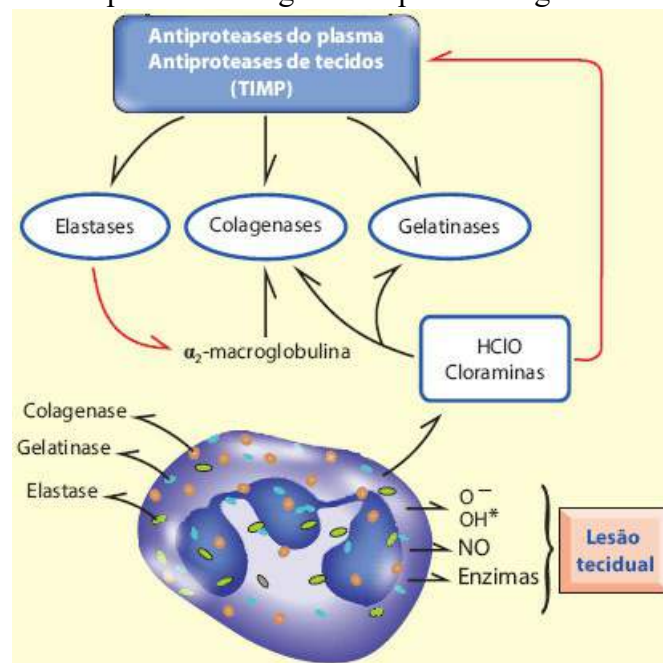 Antiproteases do plasma
Antiproteases de tecidos
(TIMP)
Elastases
Colagenases
Gelatinases
α₂-macroglobulina
HClO
Cloraminas
Colagenase
Gelatinase
Elastase
O⁻
OH*
NO
Enzimas
Lesão
tecidual